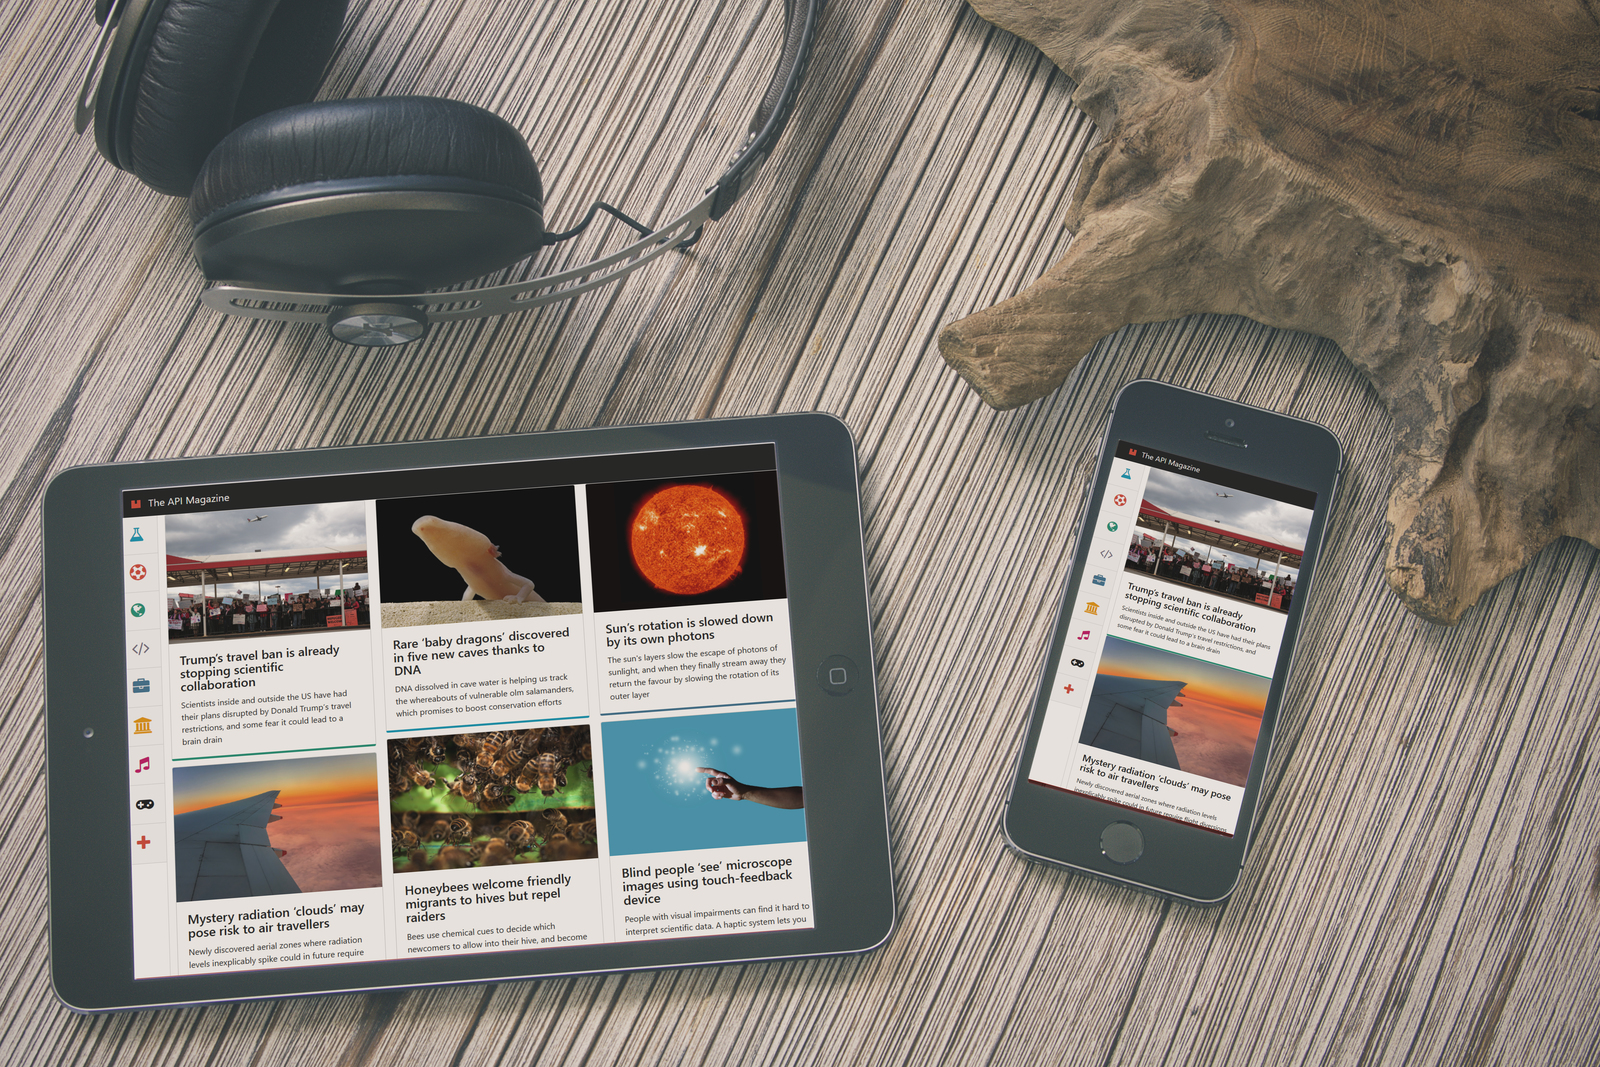 The API Magazine
Trump's travel ban is already
stopping scientific
collaboration
Scientists inside and outside the US have had
their plans disrupted by Donald Trump's travel
restrictions, and some fear it could lead to a
brain drain
Rare 'baby dragons' discovered
in five new caves thanks to
DNA
DNA dissolved in cave water is helping us track
the whereabouts of vulnerable olm salamanders,
which promises to boost conservation efforts
Sun's rotation is slowed down
by its own photons
The sun's layers slow the escape of photons of
sunlight, and when they finally stream away they
return the favour by slowing the rotation of its
outer layer
Mystery radiation 'clouds' may
pose risk to air travellers
Newly discovered aerial zones where radiation
levels inexplicably spike could in future require
Honeybees welcome friendly
migrants to hives but repel
raiders
Bees use chemical cues to decide which
newcomers to allow into their hive, and become
Blind people 'see' microscope
images using touch-feedback
device
People with visual impairments can find it hard to
interpret scientific data. A haptic system lets you
The API Magazine
Trump's travel ban is already
stopping scientific collaboration
Scientists inside and outside the US have had their plans
disrupted by Donald Trump's travel restrictions, and
some fear it could lead to a brain drain
Mystery radiation 'clouds' may pose
risk to air travellers
Newly discovered aerial zones where radiation levels
inexplicably spike could in future require flight diversions